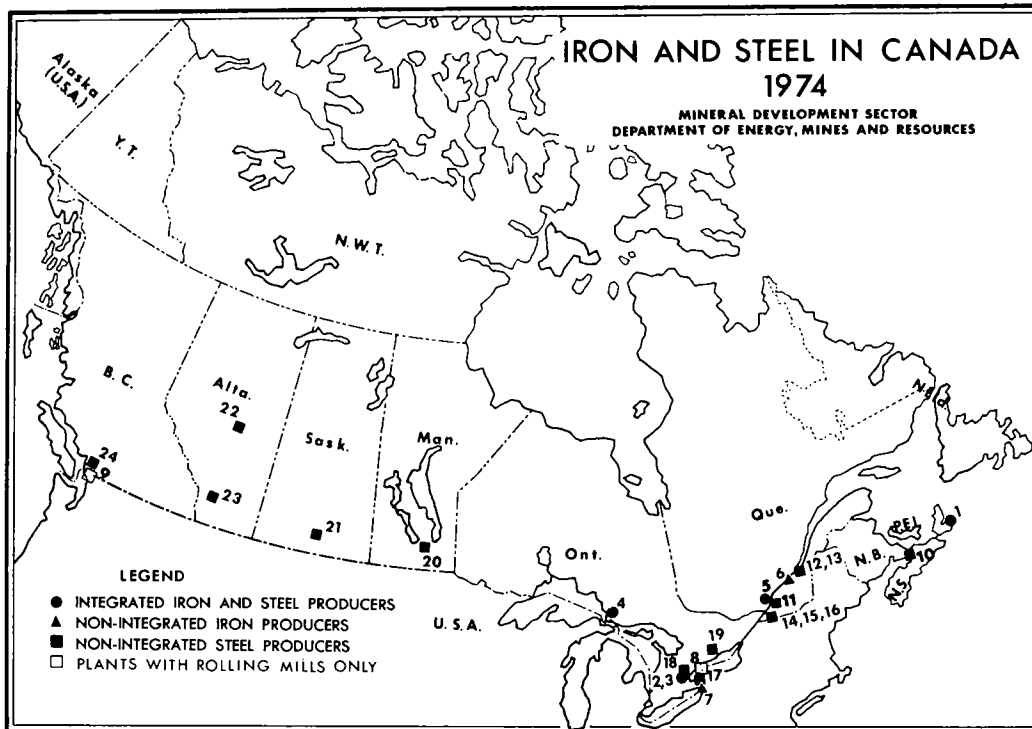 IRON AND STEEL IN CANADA
1974
MINERAL DEVELOPMENT SECTOR
DEPARTMENT OF ENERGY, MINES AND RESOURCES
Alaska
(U.S.A.)
Y.T.
N.W.T.
B.C.
Alta.
22
Sask.
Man.
24
9
23
21
20
Ont.
Que.
Nfld
P.E.I.
1
N.B.
10
N.S.
12,13
6
5
11
14,15,16
4
U.S.A.
19
18
8
2,3
17
7
LEGEND
INTEGRATED IRON AND STEEL PRODUCERS
NON-INTEGRATED IRON PRODUCERS
NON-INTEGRATED STEEL PRODUCERS
PLANTS WITH ROLLING MILLS ONLY